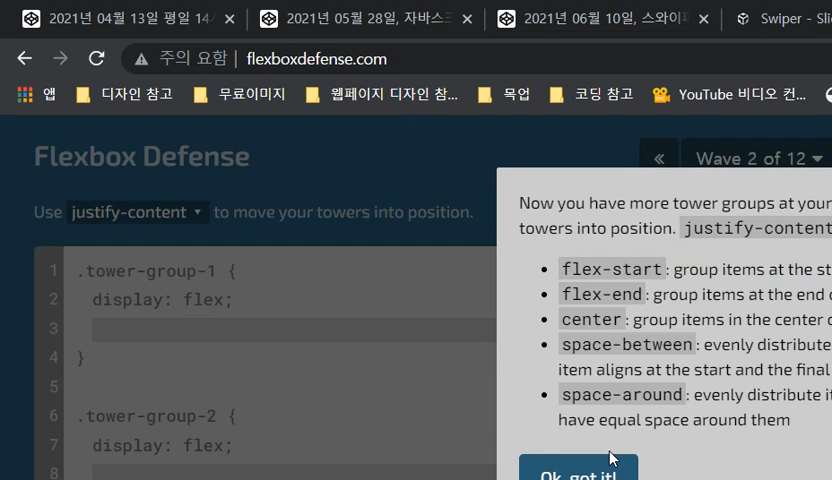 2021년 04월 13일 평일 14
2021년 05월 28일, 자바스크
2021년 06월 10일, 스와이퍼
Swiper - Slid
주의 요함 flexboxdefense.com
앱 디자인 참고 무료이미지 웹페이지 디자인 참... 목업 코딩 참고 YouTube 비디오 컨...
Flexbox Defense
Wave 2 of 12
Use justify-content to move your towers into position.
1 .tower-group-1 {
2 display: flex;
3
4 }
5
6 .tower-group-2 {
7 display: flex;
8
Now you have more tower groups at your
towers into position. justify-content
flex-start: group items at the st
flex-end: group items at the end o
center: group items in the center o
space-between: evenly distribute
item aligns at the start and the final
space-around: evenly distribute it
have equal space around them
Ok, got it!